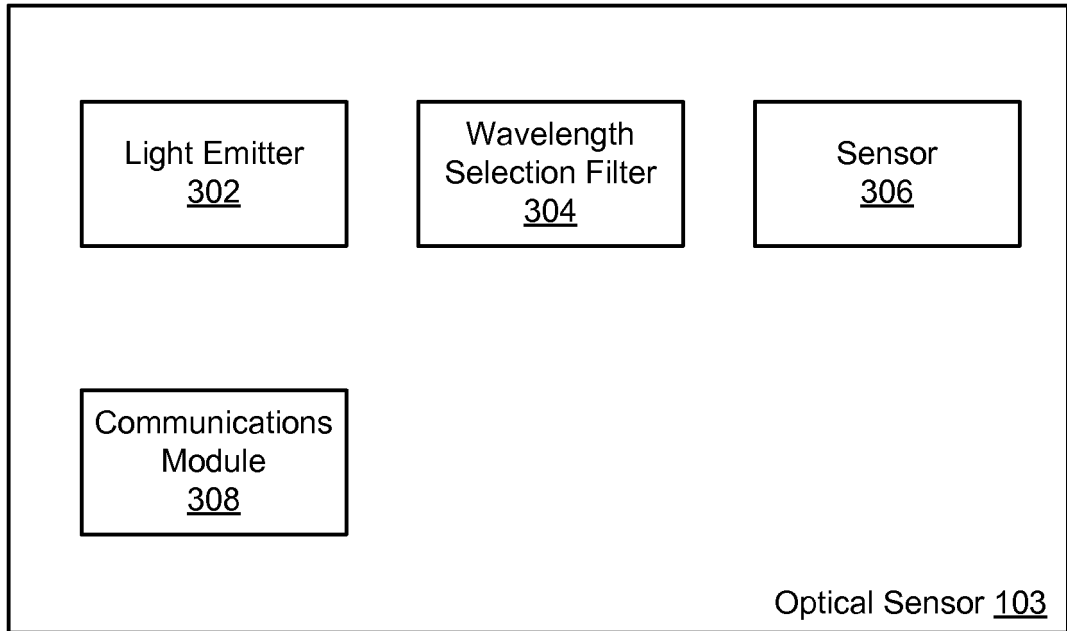 Light Emitter
302
Wavelength
Selection Filter
304
Sensor
306
Communications
Module
308
Optical Sensor 103